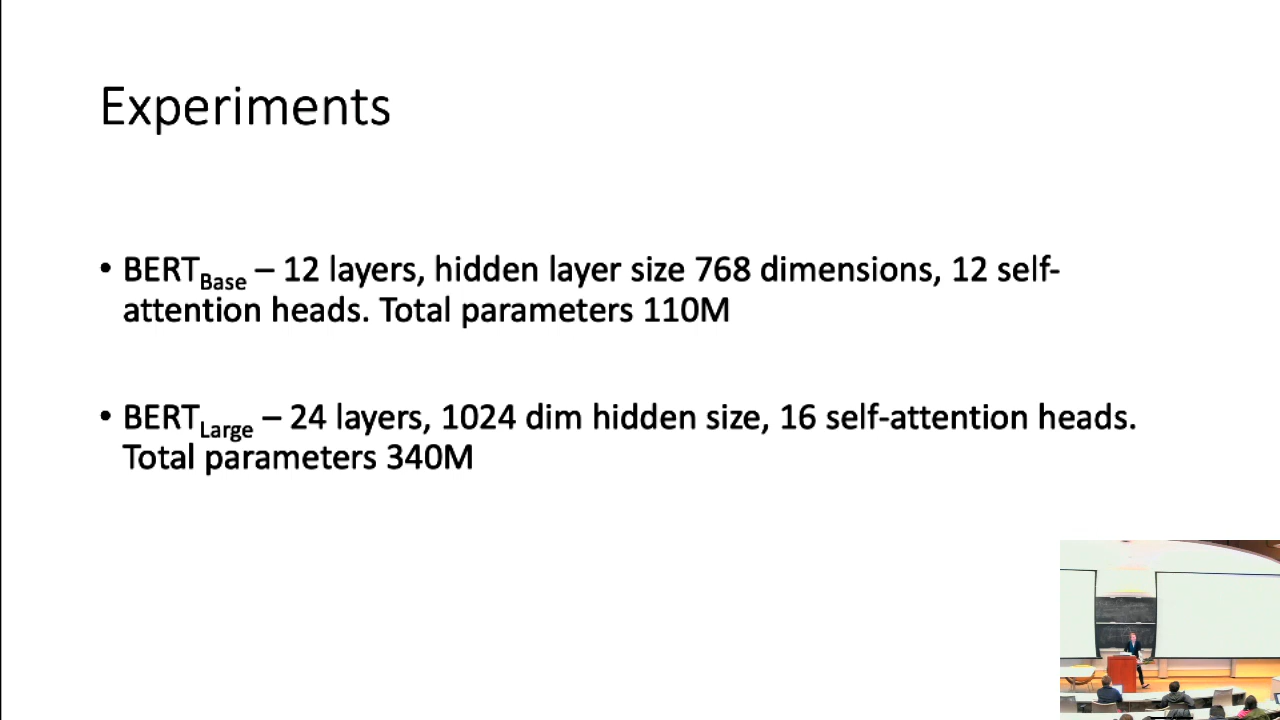 Experiments
• BERTBase – 12 layers, hidden layer size 768 dimensions, 12 self-
attention heads. Total parameters 110M
• BERTLarge – 24 layers, 1024 dim hidden size, 16 self-attention heads.
Total parameters 340M